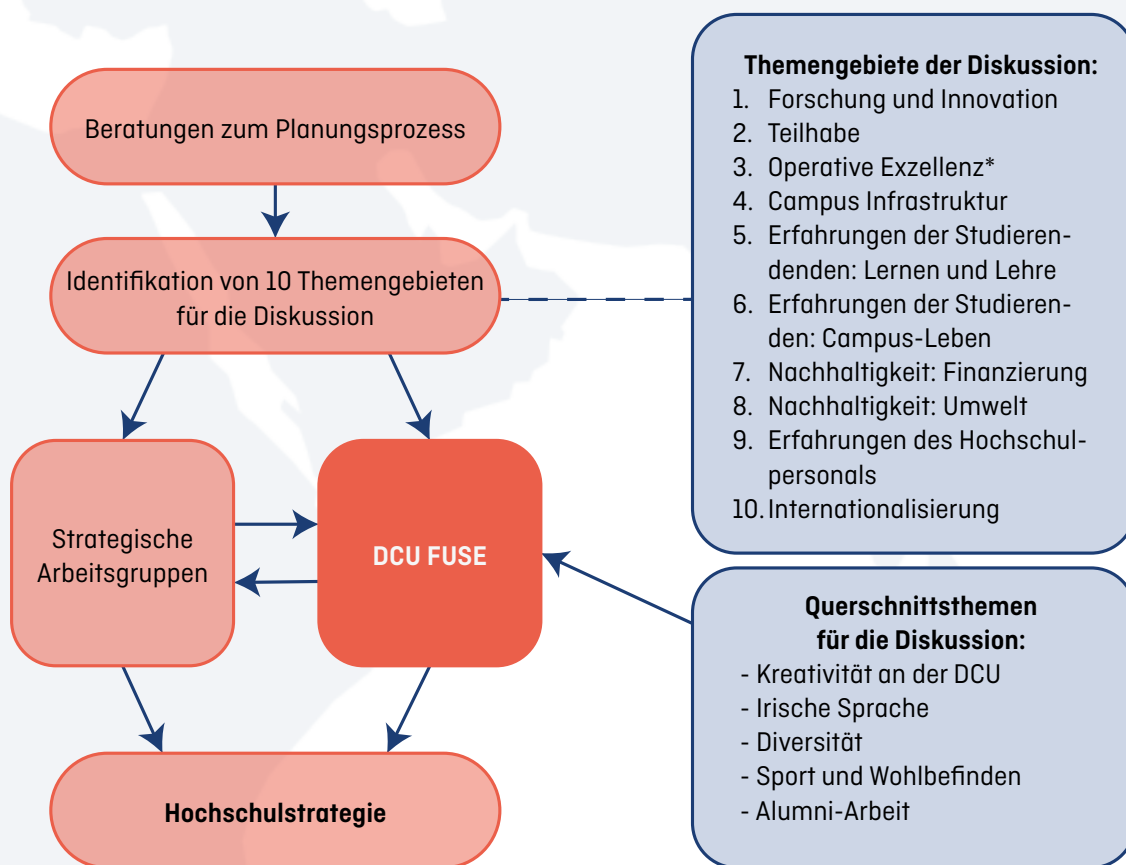 Beratungen zum Planungsprozess
Identifikation von 10 Themengebieten
für die Diskussion
Strategische
Arbeitsgruppen
DCU FUSE
Hochschulstrategie
Themengebiete der Diskussion:
1. Forschung und Innovation
2. Teilhabe
3. Operative Exzellenz*
4. Campus Infrastruktur
5. Erfahrungen der Studieren-
dendenden: Lernen und Lehre
6. Erfahrungen der Studieren-
den: Campus-Leben
7. Nachhaltigkeit: Finanzierung
8. Nachhaltigkeit: Umwelt
9. Erfahrungen des Hochschul-
personals
10. Internationalisierung
Querschnittsthemen
für die Diskussion:
- Kreativität an der DCU
- Irische Sprache
- Diversität
- Sport und Wohlbefinden
- Alumni-Arbeit